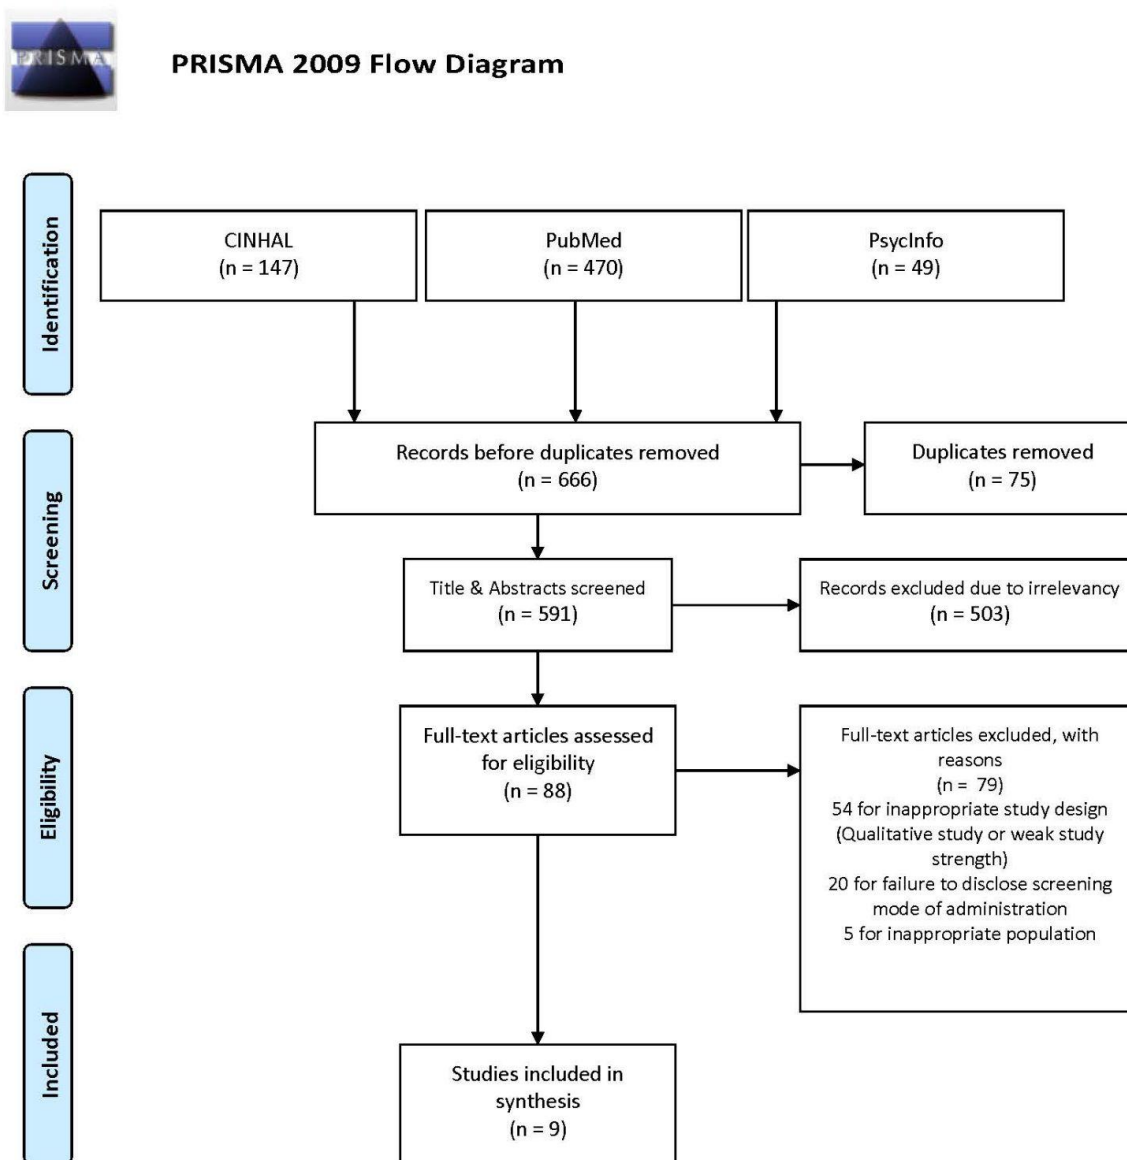 PRISMA
PRISMA 2009 Flow Diagram
Identification
CINHAL
(n = 147)
PubMed
(n = 470)
PsycInfo
(n = 49)
Screening
Records before duplicates removed
(n = 666)
Duplicates removed
(n = 75)
Title & Abstracts screened
(n = 591)
Records excluded due to irrelevancy
(n = 503)
Eligibility
Full-text articles assessed
for eligibility
(n = 88)
Full-text articles excluded, with
reasons
(n = 79)
54 for inappropriate study design
(Qualitative study or weak study
strength)
20 for failure to disclose screening
mode of administration
5 for inappropriate population
Included
Studies included in
synthesis
(n = 9)